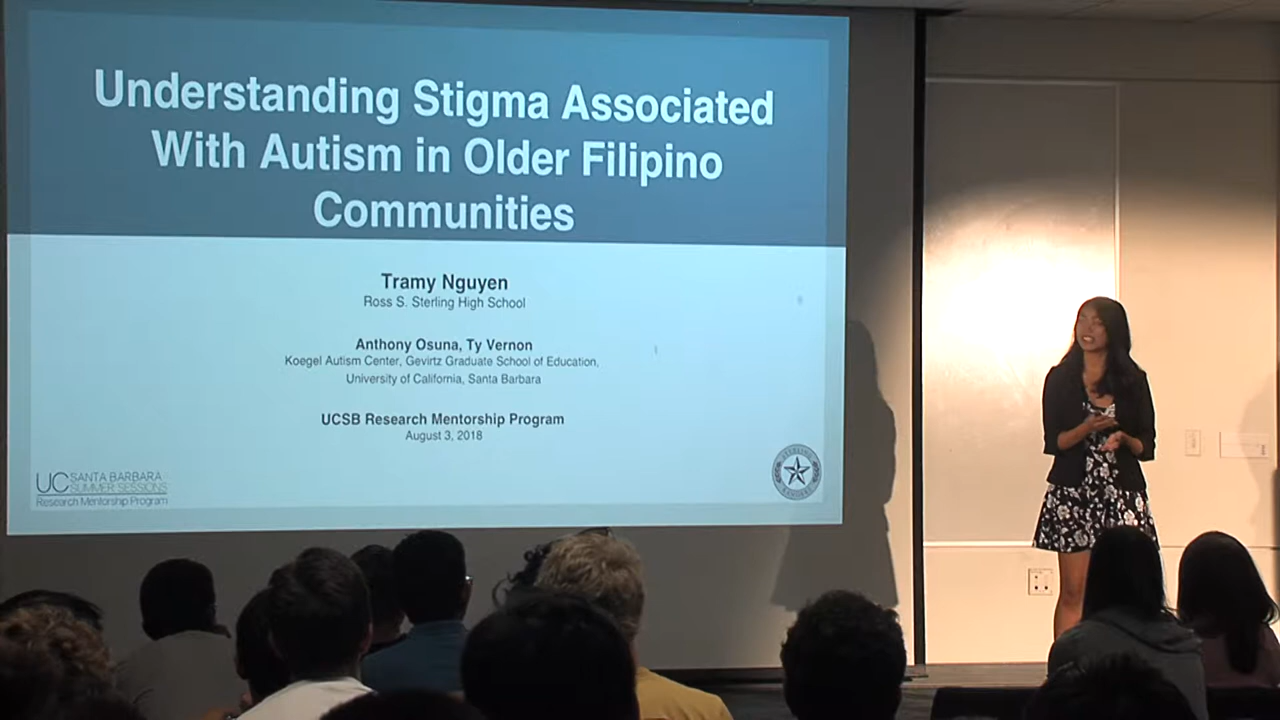 Understanding Stigma Associated
With Autism in Older Filipino
Communities
Tramy Nguyen
Ross S. Sterling High School
Anthony Osuna, Ty Vernon
Koegel Autism Center, Gevirtz Graduate School of Education,
University of California, Santa Barbara
UCSB Research Mentorship Program
August 3, 2018
UC SANTA BARBARA
SUMMER SESSIONS
Research Mentorship Program